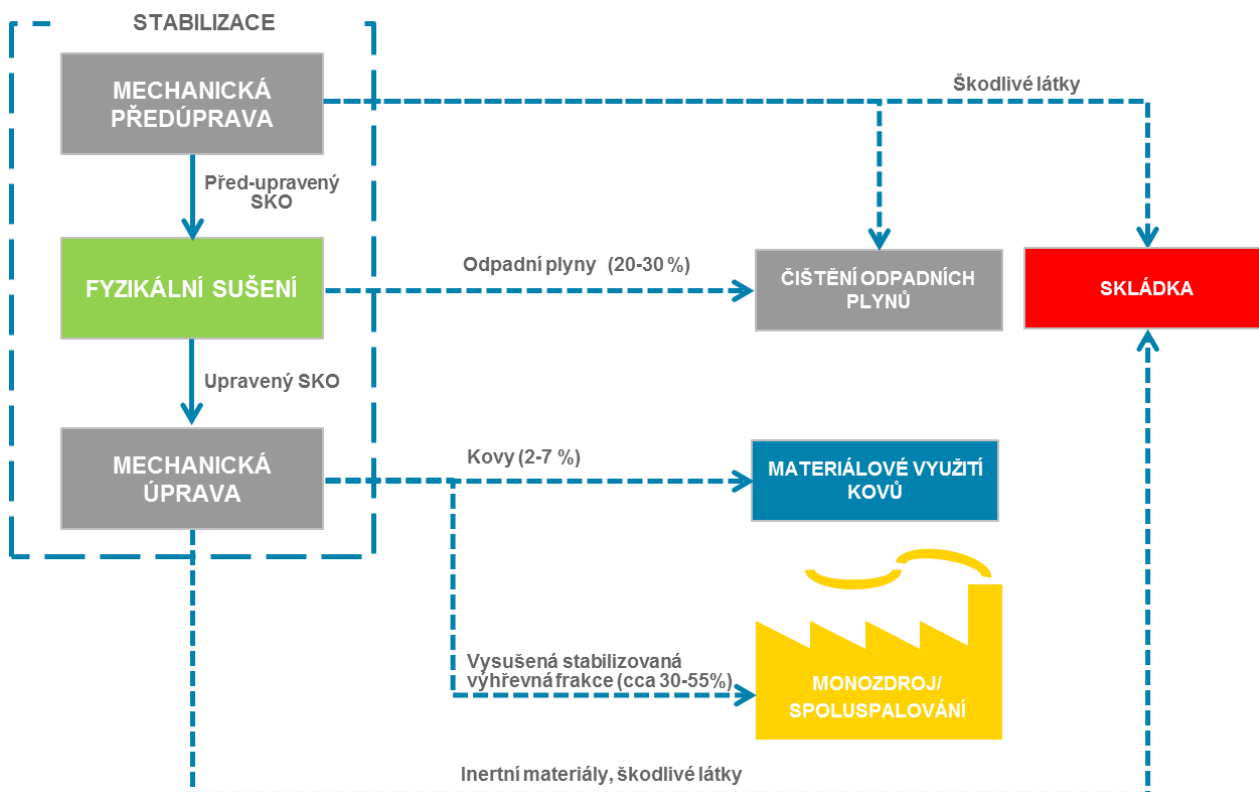 STABILIZACE
MECHANICKÁ
PŘEDÚPRAVA
Škodlivé látky
Před-upravený
SKO
FYZIKÁLNÍ SUŠENÍ
Odpadní plyny (20-30 %)
ČIŠTĚNÍ ODPADNÍCH
PLYNŮ
SKLÁDKA
Upravený SKO
MECHANICKÁ
ÚPRAVA
Kovy (2-7 %)
MATERIÁLOVÉ VYUŽITÍ
KOVŮ
Vysušená stabilizovaná
výhřevná frakce (cca 30-55%)
MONOZDROJ/
SPOLUSPALOVÁNÍ
Inertní materiály, škodlivé látky